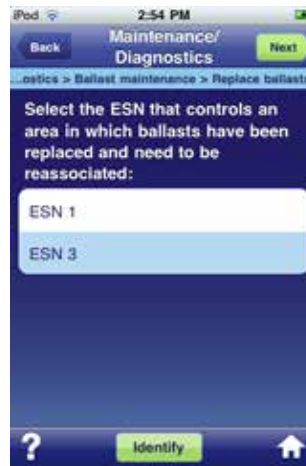 iPod 2:54 PM
Back
Maintenance/
Diagnostics
Next
...ostics > Ballast maintenance > Replace ballasts
Select the ESN that controls an
area in which ballasts have been
replaced and need to be
reassociated:
ESN 1
ESN 3
? Identify